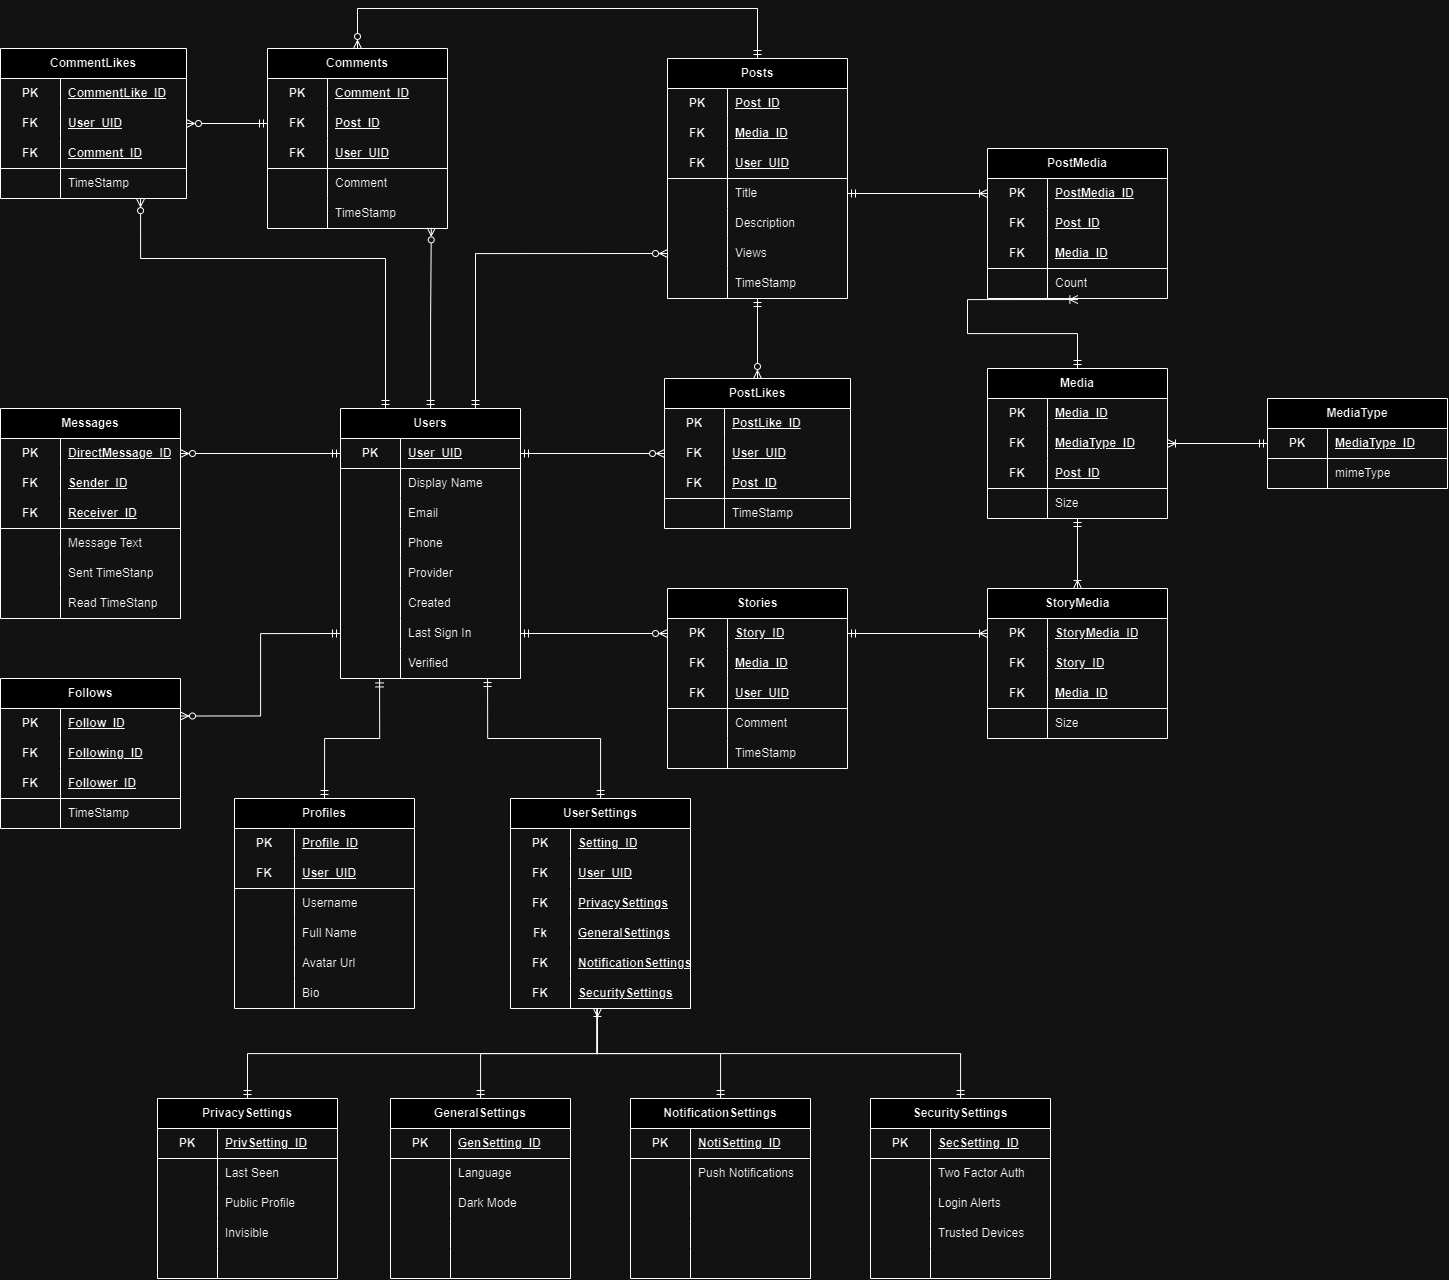 CommentLikes
PK CommentLike_ID
FK User_UID
FK Comment_ID
TimeStamp
Comments
PK Comment_ID
FK Post_ID
FK User_UID
Comment
TimeStamp
Posts
PK Post_ID
FK Media_ID
FK User_UID
Title
Description
Views
TimeStamp
PostMedia
PK PostMedia_ID
FK Post_ID
FK Media_ID
Count
Messages
PK DirectMessage_ID
FK Sender_ID
FK Receiver_ID
Message Text
Sent TimeStanp
Read TimeStanp
Users
PK User_UID
Display Name
Email
Phone
Provider
Created
Last Sign In
Verified
PostLikes
PK PostLike_ID
FK User_UID
FK Post_ID
TimeStamp
Media
PK Media_ID
FK MediaType_ID
FK Post_ID
Size
MediaType
PK MediaType_ID
mimeType
Follows
PK Follow_ID
FK Following_ID
FK Follower_ID
TimeStamp
Stories
PK Story_ID
FK Media_ID
FK User_UID
Comment
TimeStamp
StoryMedia
PK StoryMedia_ID
FK Story_ID
FK Media_ID
Size
Profiles
PK Profile_ID
FK User_UID
Username
Full Name
Avatar Url
Bio
UserSettings
PK Setting_ID
FK User_UID
FK PrivacySettings
Fk GeneralSettings
FK NotificationSettings
FK SecuritySettings
PrivacySettings
PK PrivSetting_ID
Last Seen
Public Profile
Invisible
GeneralSettings
PK GenSetting_ID
Language
Dark Mode
NotificationSettings
PK NotiSetting_ID
Push Notifications
SecuritySettings
PK SecSetting_ID
Two Factor Auth
Login Alerts
Trusted Devices